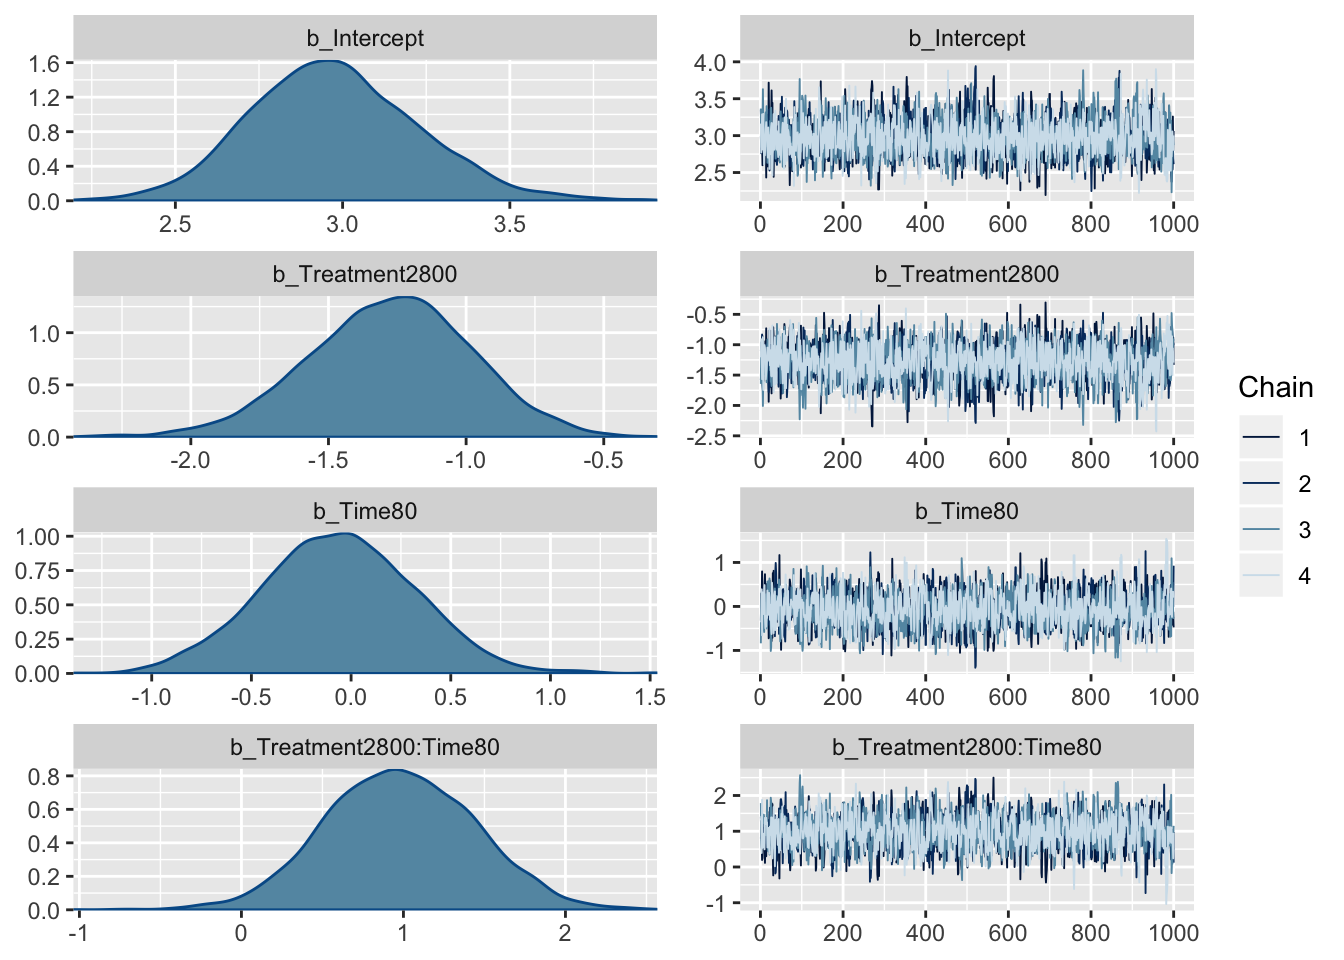 b_Intercept
1.6
1.2
0.8
0.4
0.0
2.5 3.0 3.5
b_Intercept
4.0
3.5
3.0
2.5
0 200 400 600 800 1000
b_Treatment2800
1.0
0.5
0.0
-2.0 -1.5 -1.0 -0.5
b_Treatment2800
-0.5
-1.0
-1.5
-2.0
-2.5
0 200 400 600 800 1000
b_Time80
1.00
0.75
0.50
0.25
0.00
-1.0 -0.5 0.0 0.5 1.0 1.5
b_Time80
1
0
-1
0 200 400 600 800 1000
b_Treatment2800:Time80
0.8
0.6
0.4
0.2
0.0
-1 0 1 2
b_Treatment2800:Time80
2
1
0
-1
0 200 400 600 800 1000
Chain
1
2
3
4